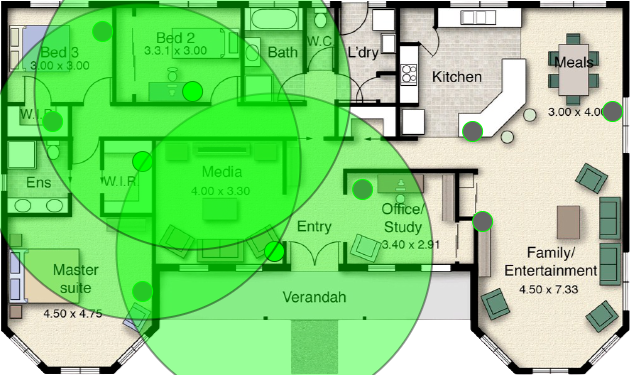 Bed 3
3.00 x 3.00
Bed 2
3.3.1 x 3.00
Bath
W.C
L'dry
Kitchen
Meals
3.00 x 4.00
W.I.R
Ens
W.I.R
Media
4.00 x 3.30
Entry
Office/
Study
3.40 x 2.91
Family/
Entertainment
4.50 x 7.33
Master
suite
4.50 x 4.75
Verandah